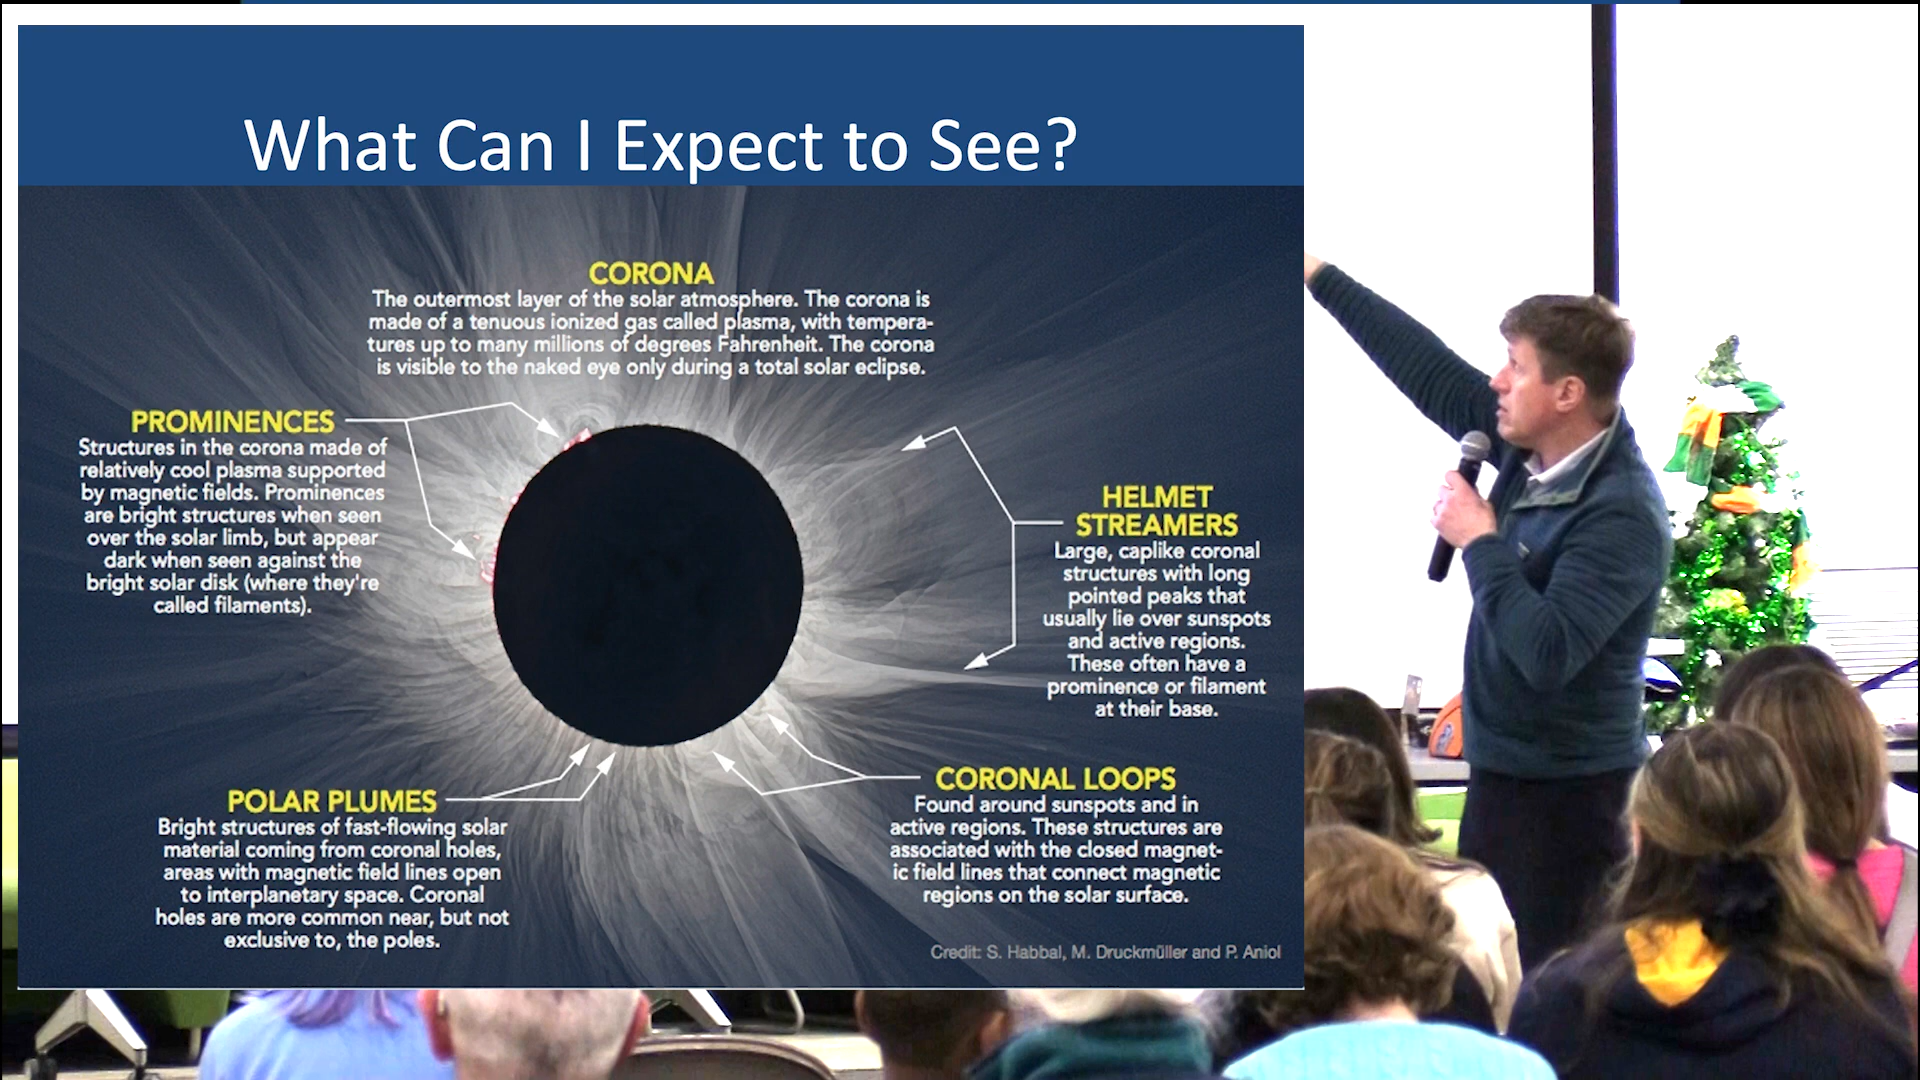 What Can I Expect to See?
CORONA
The outermost layer of the solar atmosphere. The corona is
made of a tenuous ionized gas called plasma, with tempera-
tures up to many millions of degrees Fahrenheit. The corona
is visible to the naked eye only during a total solar eclipse.
PROMINENCES
Structures in the corona made of
relatively cool plasma supported
by magnetic fields. Prominences
are bright structures when seen
over the solar limb, but appear
dark when seen against the
bright solar disk (where they're
called filaments).
HELMET
STREAMERS
Large, caplike coronal
structures with long
pointed peaks that
usually lie over sunspots
and active regions.
These often have a
prominence or filament
at their base.
POLAR PLUMES
Bright structures of fast-flowing solar
material coming from coronal holes,
areas with magnetic field lines open
to interplanetary space. Coronal
holes are more common near, but not
exclusive to, the poles.
CORONAL LOOPS
Found around sunspots and in
active regions. These structures are
associated with the closed magnet-
ic field lines that connect magnetic
regions on the solar surface.
Credit: S. Habbal, M. Druckmüller and P. Aniol